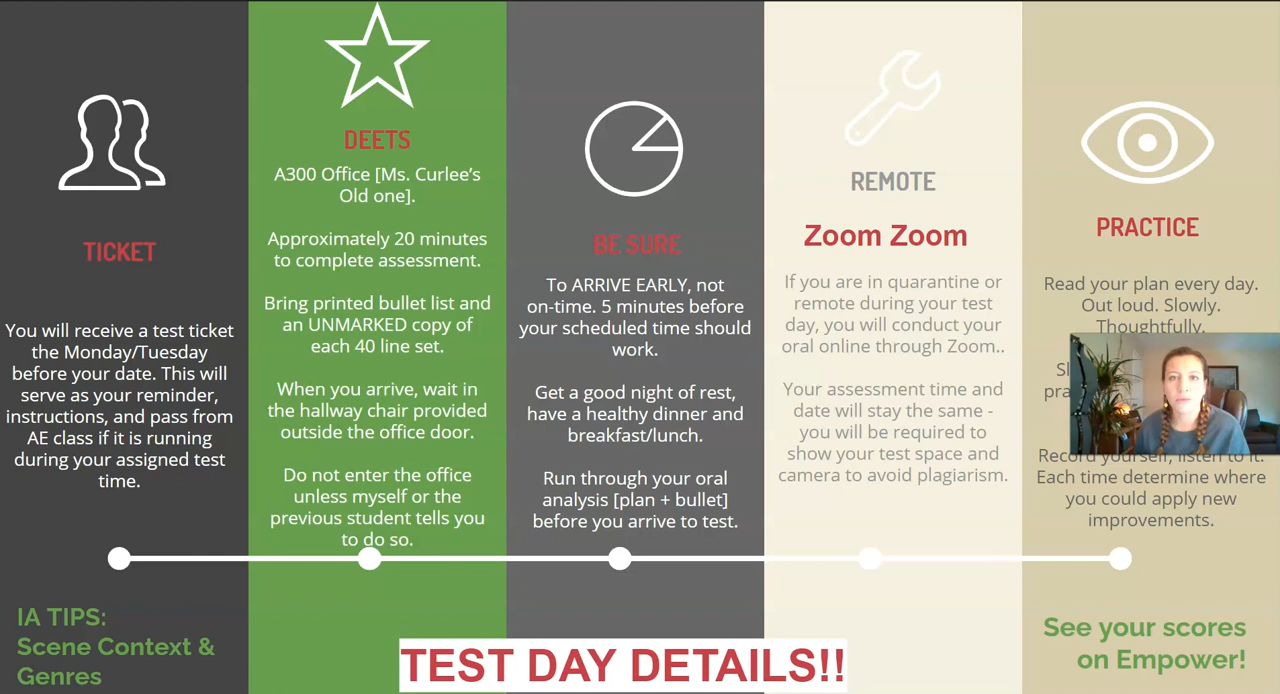 TICKET
You will receive a test ticket
the Monday/Tuesday
before your date. This will
serve as your reminder,
instructions, and pass from
AE class if it is running
during your assigned test
time.
IA TIPS:
Scene Context &
Genres
DEETS
A300 Office [Ms. Curlee’s
Old one].
Approximately 20 minutes
to complete assessment.
Bring printed bullet list and
an UNMARKED copy of
each 40 line set.
When you arrive, wait in
the hallway chair provided
outside the office door.
Do not enter the office
unless myself or the
previous student tells you
to do so.
BE SURE
To ARRIVE EARLY, not
on-time. 5 minutes before
your scheduled time should
work.
Get a good night of rest,
have a healthy dinner and
breakfast/lunch.
Run through your oral
analysis [plan + bullet]
before you arrive to test.
TEST DAY DETAILS!!
REMOTE
Zoom Zoom
If you are in quarantine or
remote during your test
day, you will conduct your
oral online through Zoom..
Your assessment time and
date will stay the same -
you will be required to
show your test space and
camera to avoid plagiarism.
PRACTICE
Read your plan every day.
Out loud. Slowly.
Thoughtfully.
Record yourself, listen to it.
Each time determine where
you could apply new
improvements.
See your scores
on Empower!